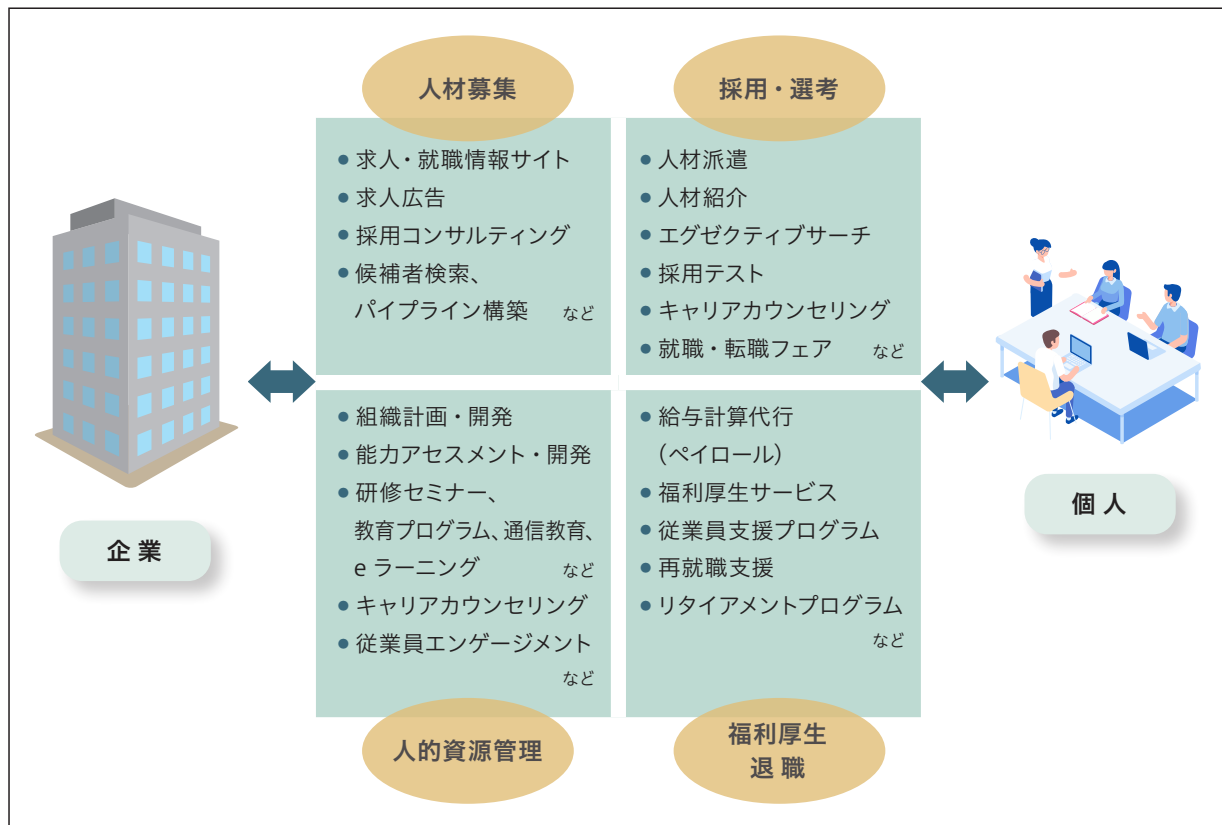 人材募集
求人・就職情報サイト
求人広告
採用コンサルティング
候補者検索、
パイプライン構築 など
採用・選考
人材派遣
人材紹介
エグゼクティブサーチ
採用テスト
キャリアカウンセリング
就職・転職フェア など
企業
組織計画・開発
能力アセスメント・開発
研修セミナー、
教育プログラム、通信教育、
e ラーニング など
キャリアカウンセリング
従業員エンゲージメント
など
人的資源管理
給与計算代行
(ペイロール)
福利厚生サービス
従業員支援プログラム
再就職支援
リタイアメントプログラム
など
福利厚生
退職
個人